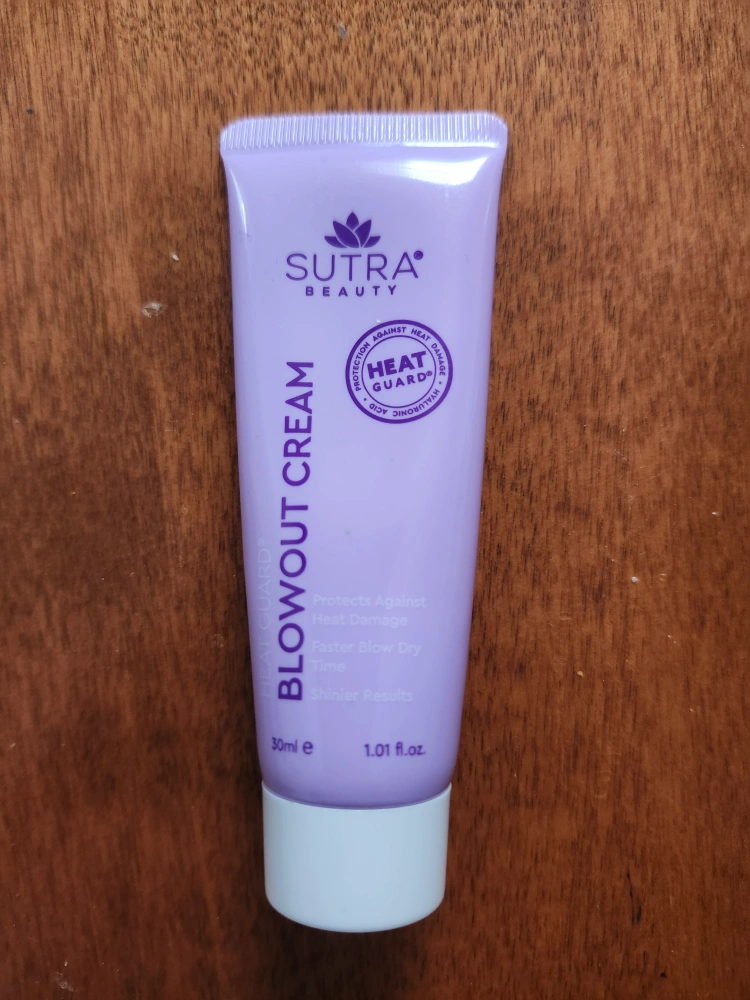 SUTRA®
BEAUTY
PROTECTION AGAINST HEAT DAMAGE • HYALURONIC ACID •
HEAT
GUARD®
HEAT GUARD®
BLOWOUT CREAM
Protects Against
Heat Damage
Faster Blow Dry
Time
Shinier Results
30ml e
1.01 fl.oz.